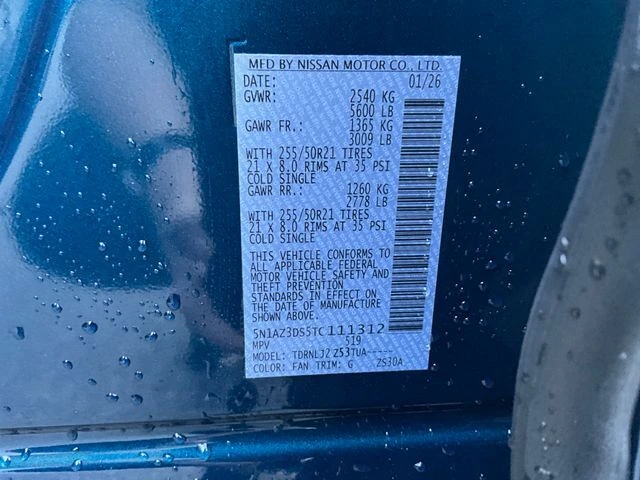 MFD BY NISSAN MOTOR CO., LTD.
DATE: 01/26
GVWR: 2540 KG
5600 LB
GAWR FR.: 1365 KG
3009 LB
WITH 255/50R21 TIRES
21 X 8.0 RIMS AT 35 PSI
COLD SINGLE
GAWR RR.: 1260 KG
2778 LB
WITH 255/50R21 TIRES
21 X 8.0 RIMS AT 35 PSI
COLD SINGLE
THIS VEHICLE CONFORMS TO
ALL APPLICABLE FEDERAL
MOTOR VEHICLE SAFETY AND
THEFT PREVENTION
STANDARDS IN EFFECT ON
THE DATE OF MANUFACTURE
SHOWN ABOVE.
5N1AZ3DS5TC111312
MPV 519
MODEL: TDRNLJZ Z53TUA-----
COLOR: FAN TRIM: G ZS30A